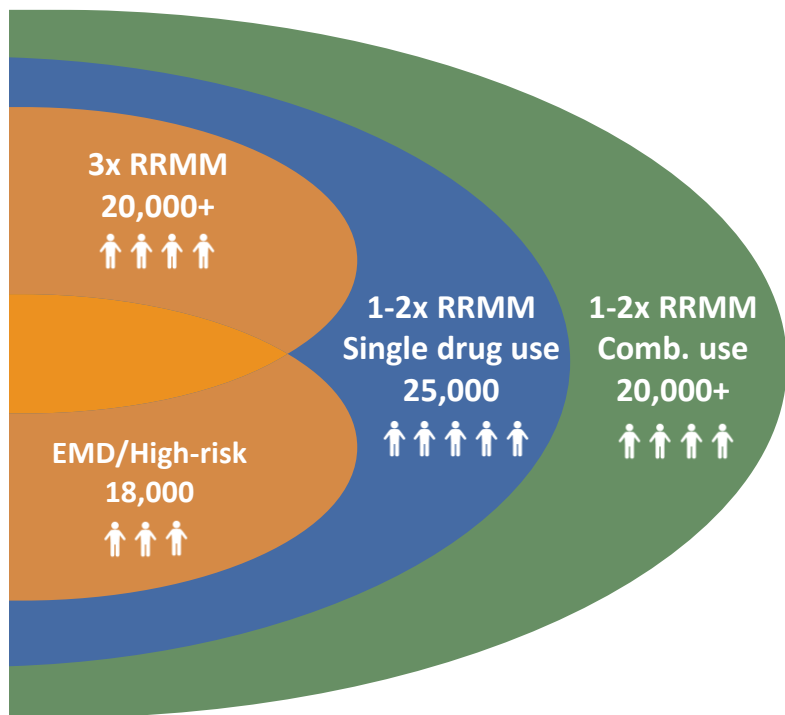 3x RRMM
20,000+
EMD/High-risk
18,000
1-2x RRMM
Single drug use
25,000
1-2x RRMM
Comb. use
20,000+